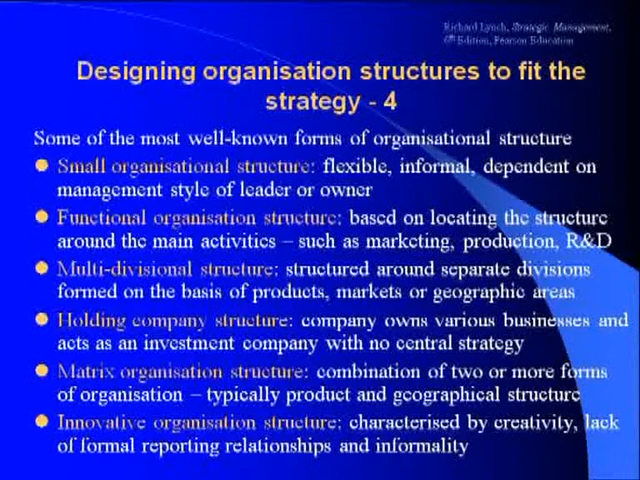 Richard Lynch, Strategic Management,
6th Edition, Pearson Education
Designing organisation structures to fit the
strategy - 4
Some of the most well-known forms of organisational structure
Small organisational structure: flexible, informal, dependent on
management style of leader or owner
Functional organisation structure: based on locating the structure
around the main activities – such as marketing, production, R&D
Multi-divisional structure: structured around separate divisions
formed on the basis of products, markets or geographic areas
Holding company structure: company owns various businesses and
acts as an investment company with no central strategy
Matrix organisation structure: combination of two or more forms
of organisation – typically product and geographical structure
Innovative organisation structure: characterised by creativity, lack
of formal reporting relationships and informality